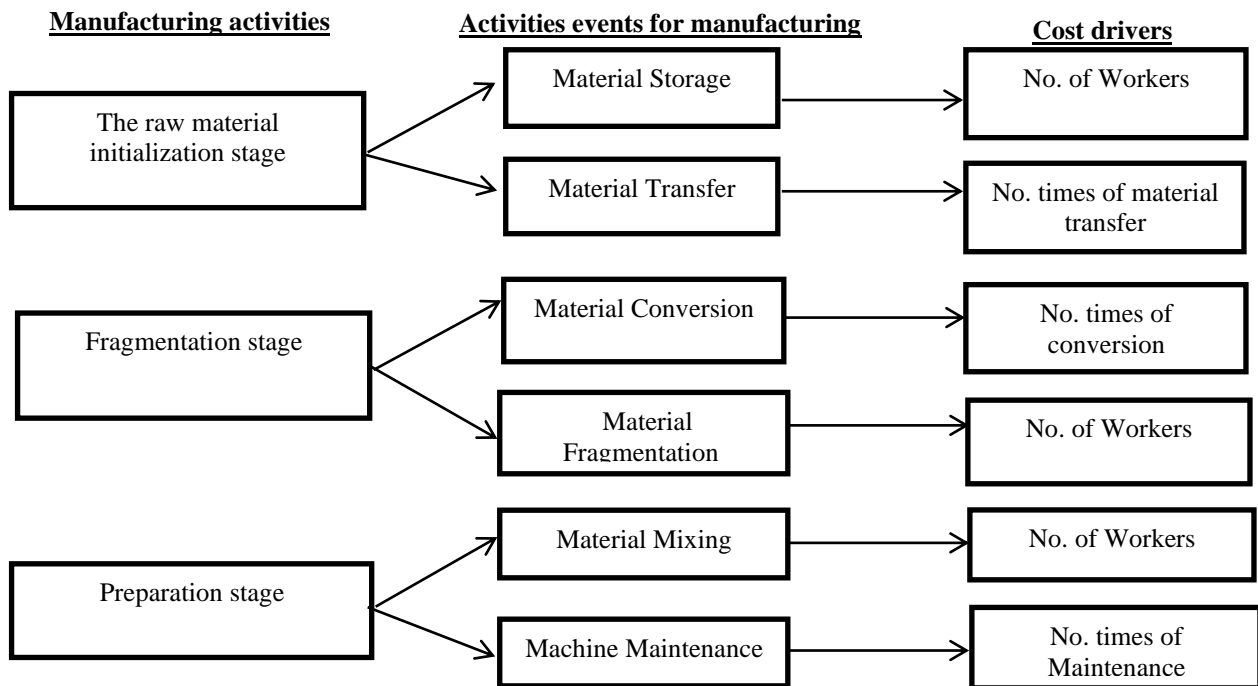 Manufacturing activities
Activities events for manufacturing
Cost drivers
The raw material
initialization stage
Material Storage
No. of Workers
Material Transfer
No. times of material
transfer
Fragmentation stage
Material Conversion
No. times of
conversion
Material
Fragmentation
No. of Workers
Preparation stage
Material Mixing
No. of Workers
Machine Maintenance
No. times of
Maintenance